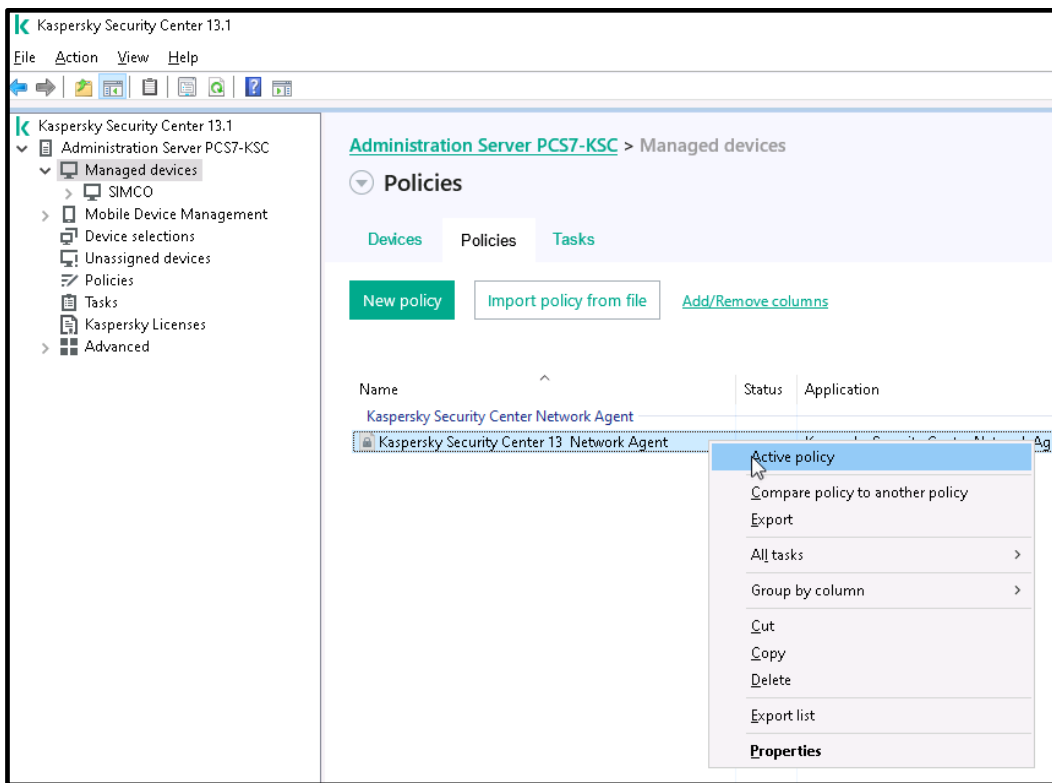 Kaspersky Security Center 13.1
File Action View Help
Kaspersky Security Center 13.1
Administration Server PCS7-KSC
Managed devices
SIMCO
Mobile Device Management
Device selections
Unassigned devices
Policies
Tasks
Kaspersky Licenses
Advanced
Administration Server PCS7-KSC > Managed devices
Policies
Devices Policies Tasks
New policy Import policy from file Add/Remove columns
Name Status Application
Kaspersky Security Center Network Agent
Kaspersky Security Center 13 Network Agent
Active policy
Compare policy to another policy
Export
All tasks
Group by column
Cut
Copy
Delete
Export list
Properties